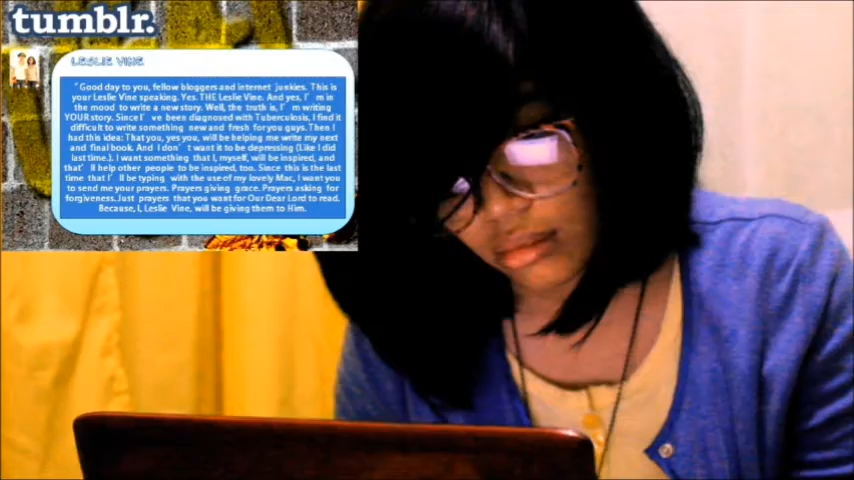 tumblr.
LESLIE VINE
" Good day to you, fellow bloggers and internet junkies. This is
your Leslie Vine speaking. Yes. THE Leslie Vine. And yes, I' m in
the mood to write a new story. Well, the truth is, I' m writing
YOUR story. Since I' ve been diagnosed with Tuberculosis, I find it
difficult to write something new and fresh for you guys. Then I
had this idea: That you, yes you, will be helping me write my next
and final book. And I don' t want it to be depressing (Like I did
last time.). I want something that I, myself, will be inspired, and
that' ll help other people to be inspired, too. Since this is the last
time that I' ll be typing with the use of my lovely Mac, I want you
to send me your prayers. Prayers giving grace. Prayers asking for
forgiveness. Just prayers that you want for Our Dear Lord to read.
Because, I, Leslie Vine, will be giving them to Him.